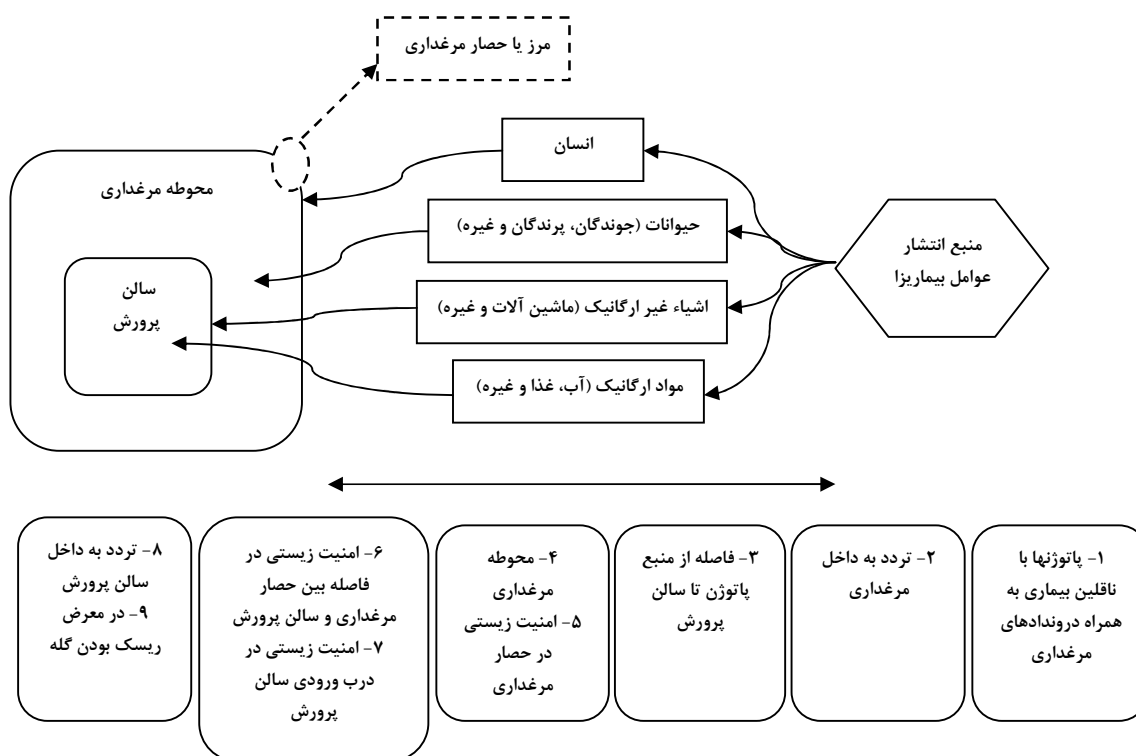 مرز یا حصار مرغداری
انسان
محوطه مرغداری
حیوانات (جوندگان، پرندگان و غیره)
منبع انتشار
عوامل بیماریزا
سالن
پرورش
اشیاء غیر ارگانیک (ماشین آلات و غیره)
مواد ارگانیک (آب، غذا و غیره)
۱- پاتوژنها با
ناقلین بیماری به
همراه دروندادهای
مرغداری
۲- تردد به داخل
مرغداری
۳- فاصله از منبع
پاتوژن تا سالن
پرورش
۴- محوطه
مرغداری
۵- امنیت زیستی
در حصار
مرغداری
۶- امنیت زیستی در
فاصله بین حصار
مرغداری و سالن پرورش
۷- امنیت زیستی در
درب ورودی سالن
پرورش
۸- تردد به داخل
سالن پرورش
۹- در معرض
ریسک بودن گله